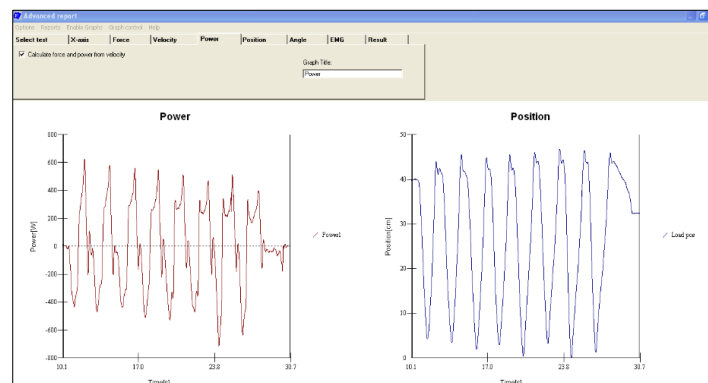 Advanced report
Options Reports Enable Graphs Graph control Help
Select test X-axis Force Velocity Power Position Angle EMG Result
Calculate force and power from velocity
Graph Title:
Power
Power
800
600
400
200
0
-200
-400
-600
-800
Power[W]
10.1 17.0 23.8 30.7
Time[s]
Power1
Position
50
40
30
20
10
0
Position[cm]
10.1 17.0 23.8 30.7
Time[s]
Load pos